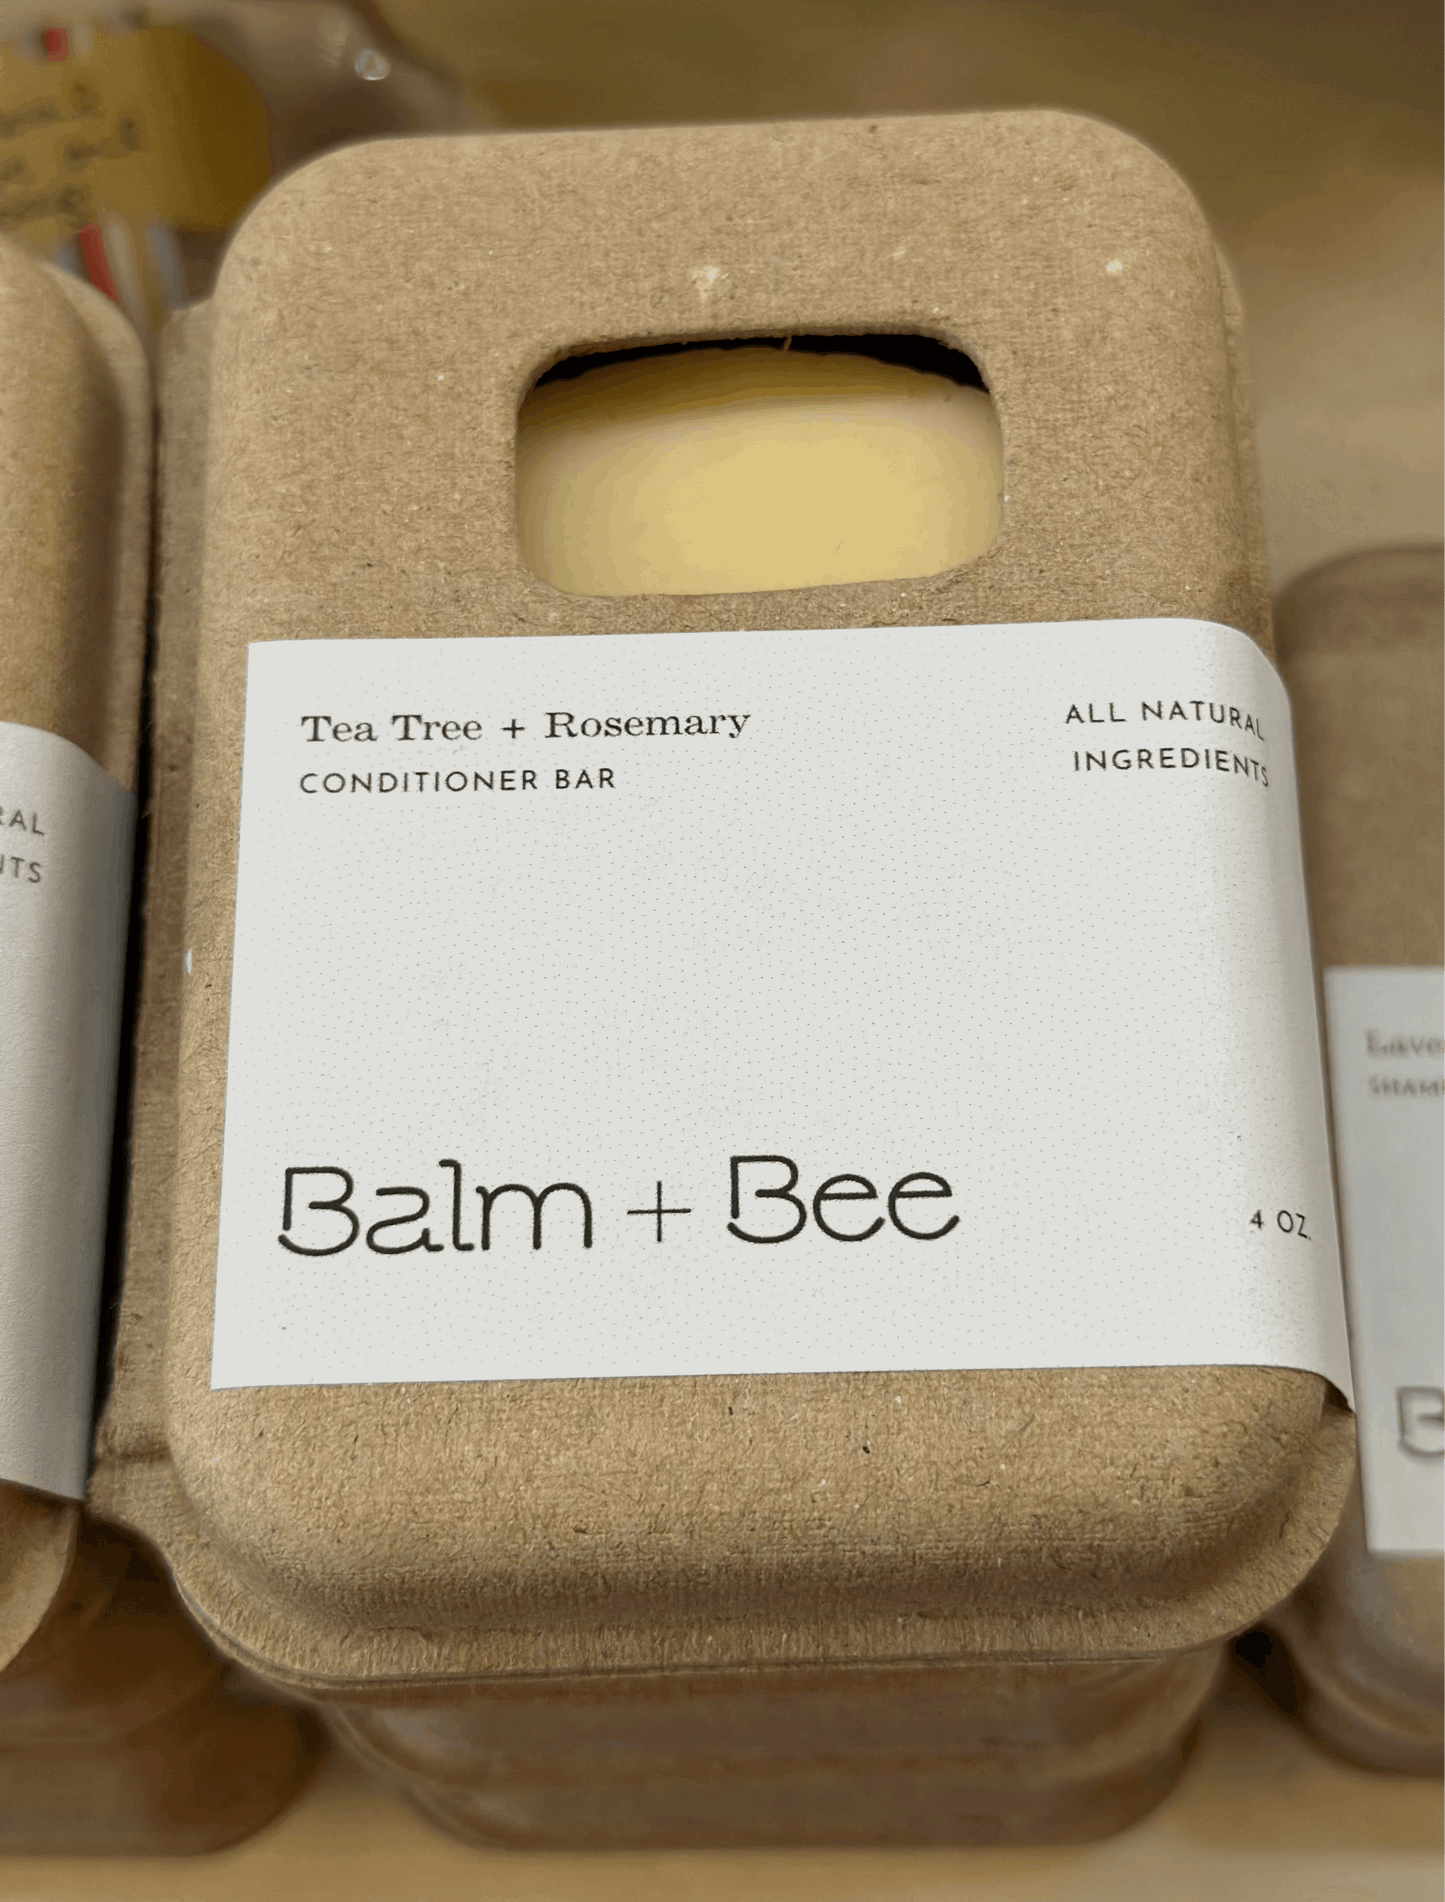 Tea Tree + Rosemary
CONDITIONER BAR
ALL NATURAL
INGREDIENTS
Balm + Bee
4 OZ.